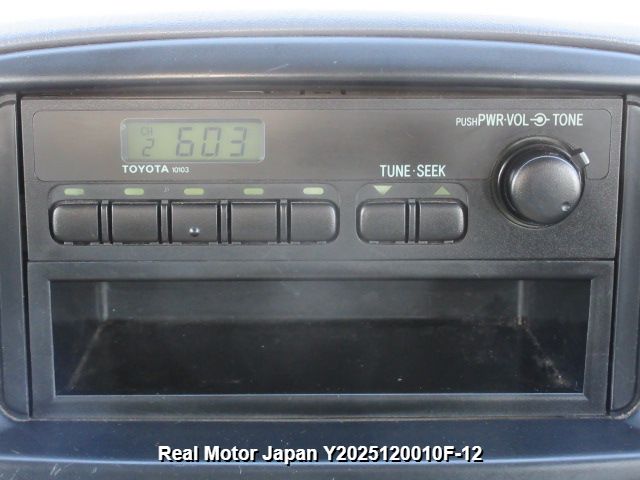 PUSH PWR·VOL TONE
CH
2 603
TOYOTA 10103
TUNE·SEEK
Real Motor Japan Y2025120010F-12